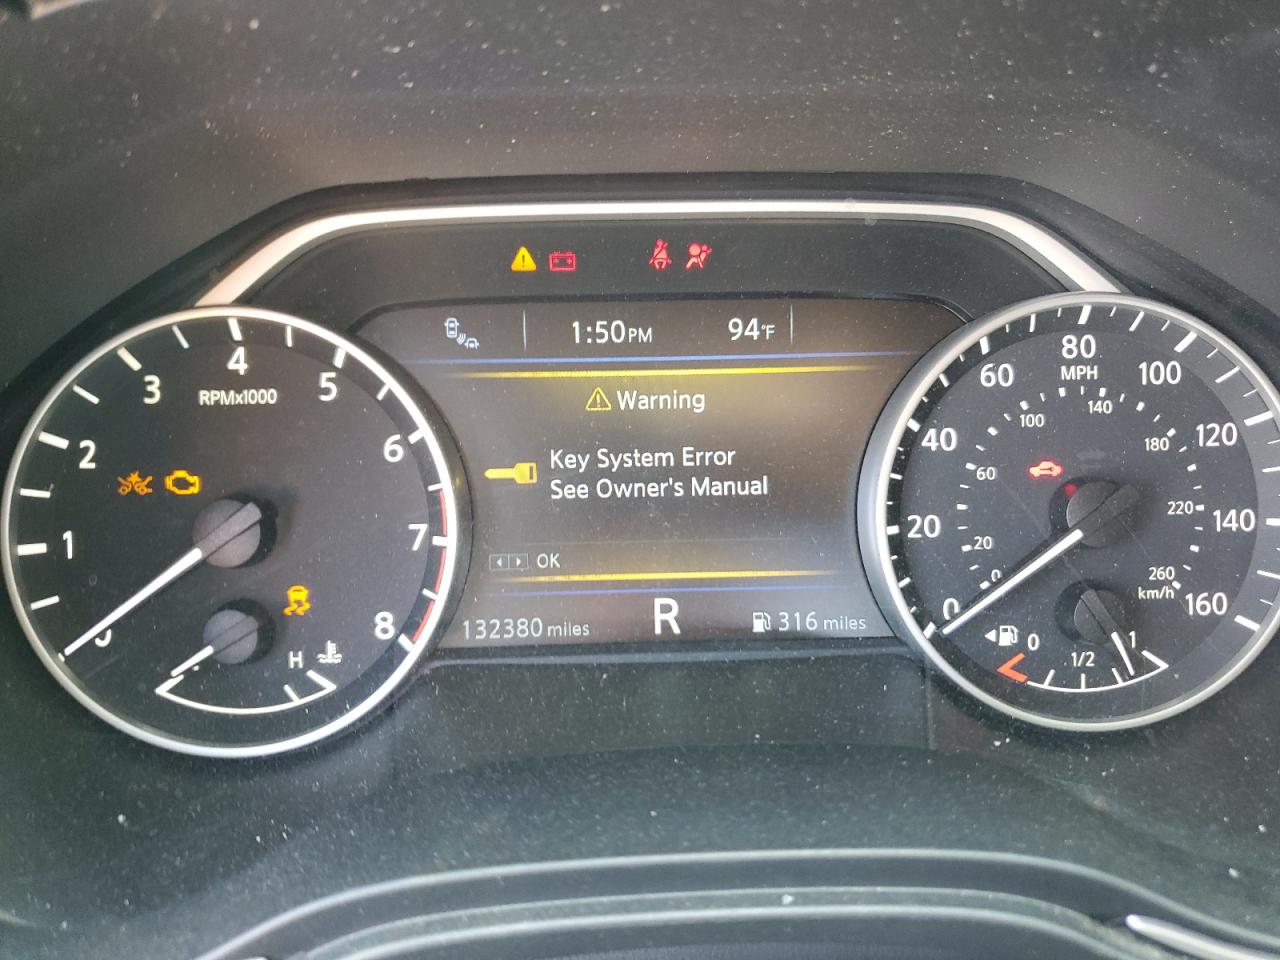 1:50PM
94°F
Warning
Key System Error
See Owner's Manual
OK
132380 miles
R
316 miles
0
1
2
3
4
5
6
7
8
RPMx1000
H
0
20
40
60
80
100
120
140
160
MPH
0
20
60
100
140
180
220
260
km/h
0
1/2
1